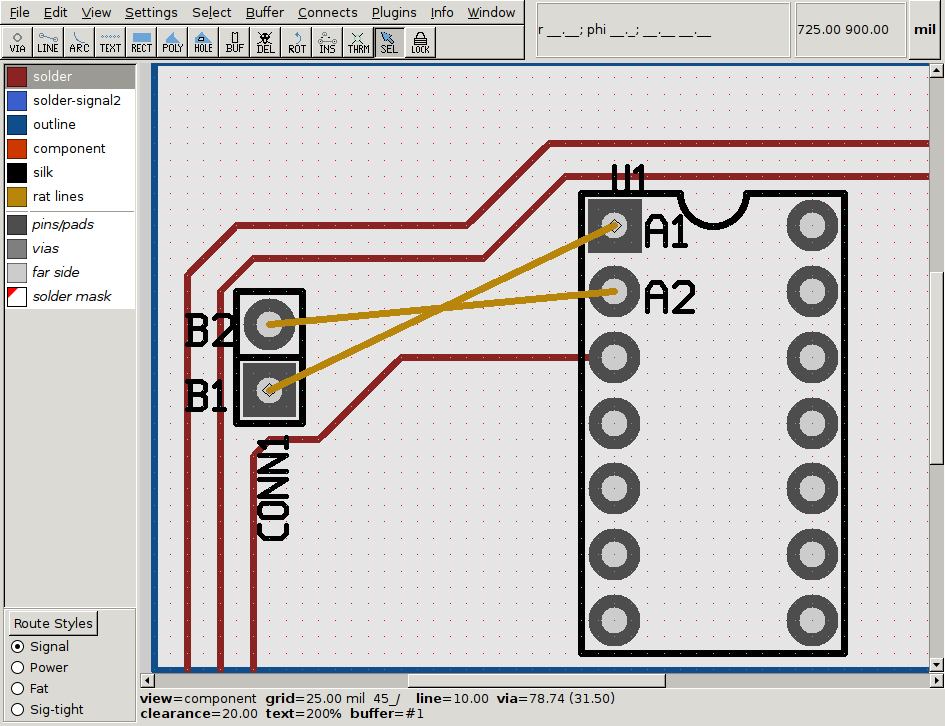 File Edit View Settings Select Buffer Connects Plugins Info Window
r __.__; phi __._; __.__ __.__
725.00 900.00
mil
VIA LINE ARC TEXT RECT POLY HOLE BUF DEL ROT INS THRM SEL LOCK
solder
solder-signal2
outline
component
silk
rat lines
pins/pads
vias
far side
solder mask
U1
A1
A2
B2
B1
CONN1
Route Styles
Signal
Power
Fat
Sig-tight
view=component grid=25.00 mil 45_/ line=10.00 via=78.74 (31.50)
clearance=20.00 text=200% buffer=#1